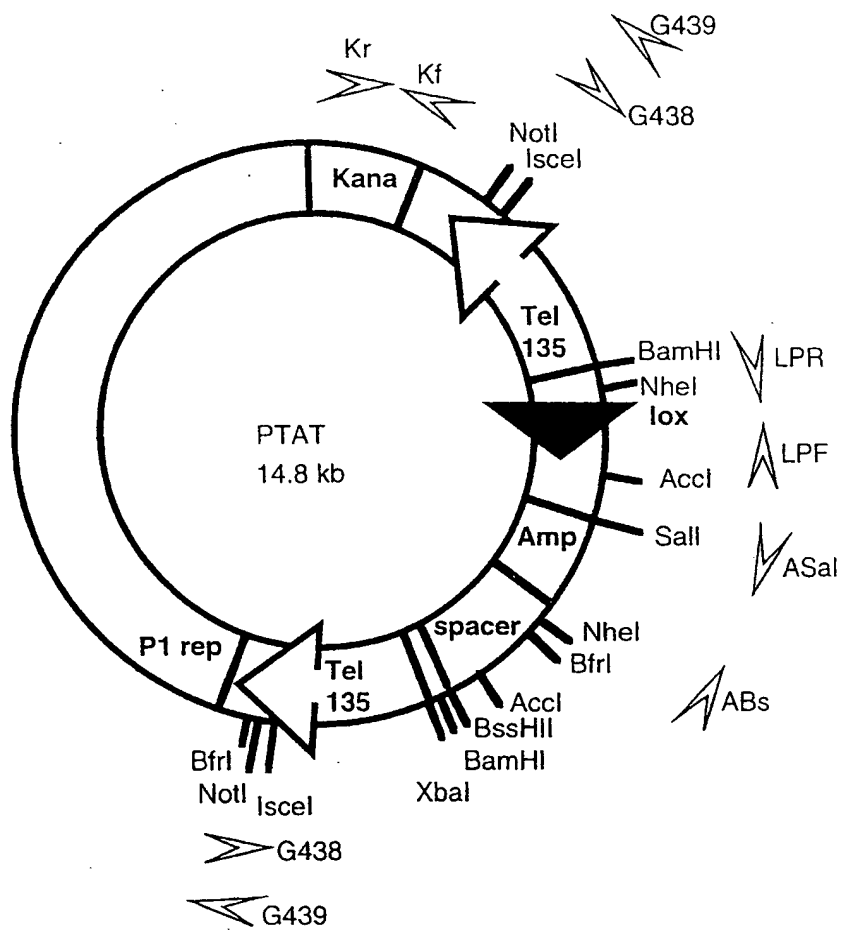 Kr
Kf
G439
G438
NotI
IsceI
Kana
Tel
135
BamHI
LPR
NheI
lox
PTAT
14.8 kb
LPF
AccI
SalI
Amp
ASal
spacer
NheI
BfrI
P1 rep
Tel
135
AccI
ABs
BssHII
BamHI
XbaI
BfrI
NotI
IsceI
G438
G439